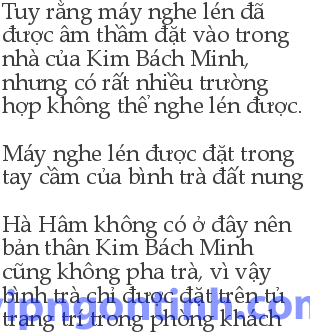 Tuy rằng máy nghe lén đã
được âm thầm đặt vào trong
nhà của Kim Bách Minh,
nhưng có rất nhiều trường
hợp không thể nghe lén được.
Máy nghe lén được đặt trong
tay cầm của bình trà đất nung
Hà Hâm không có ở đây nên
bản thân Kim Bách Minh
cũng không pha trà, vì vậy
bình trà chỉ được đặt trên tủ
trang trí trong phòng khách